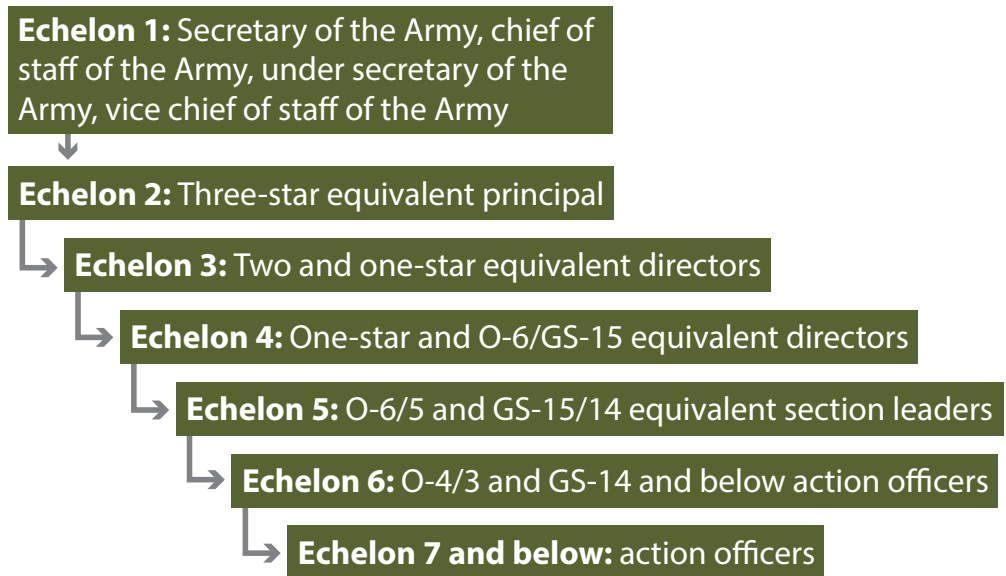 Echelon 1: Secretary of the Army, chief of
staff of the Army, under secretary of the
Army, vice chief of staff of the Army
Echelon 2: Three-star equivalent principal
Echelon 3: Two and one-star equivalent directors
Echelon 4: One-star and O-6/GS-15 equivalent directors
Echelon 5: O-6/5 and GS-15/14 equivalent section leaders
Echelon 6: O-4/3 and GS-14 and below action officers
Echelon 7 and below: action officers